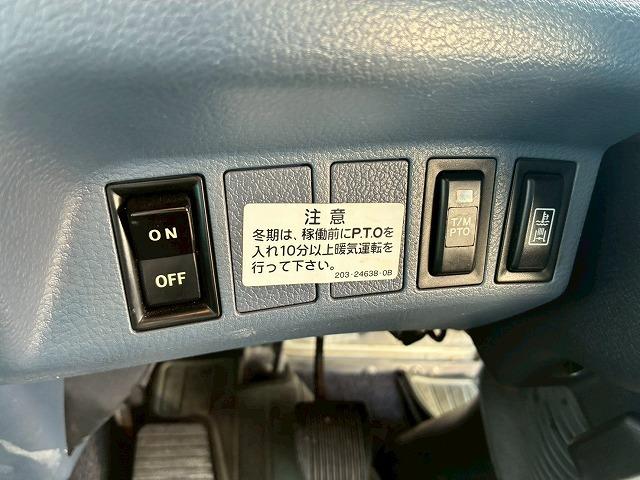 ON
OFF
注意
冬期は、稼働前にP.T.Oを
入れ10分以上暖気運転を
行って下さい。
203-24638-0B
T/M
PTO